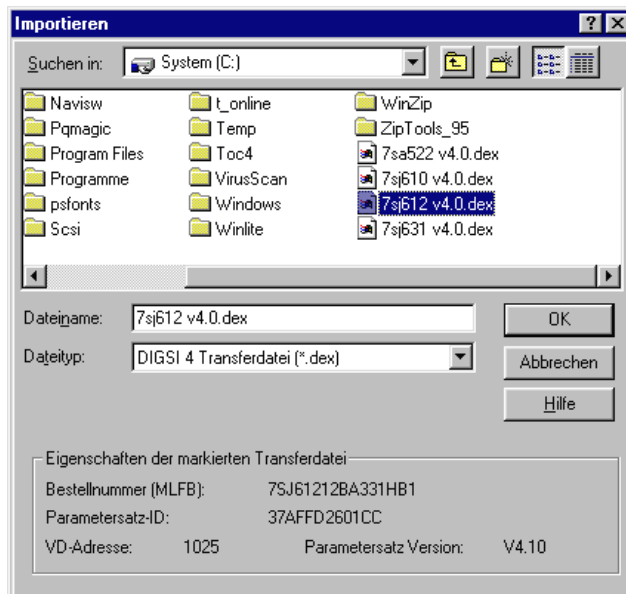 Importieren
Suchen in: System (C:)
Navisw t_online WinZip
Pqmagic Temp ZipTools_95
Program Files Toc4 7sa522 v4.0.dex
Programme VirusScan 7sj610 v4.0.dex
psfonts Windows 7sj612 v4.0.dex
Scsi Winlite 7sj631 v4.0.dex
Dateiname: 7sj612 v4.0.dex OK
Dateityp: DIGSI 4 Transferdatei (*.dex) Abbrechen
Hilfe
Eigenschaften der markierten Transferdatei
Bestellnummer (MLFB): 7SJ61212BA331HB1
Parametersatz-ID: 37AFFD2601CC
VD-Adresse: 1025 Parametersatz Version: V4.10